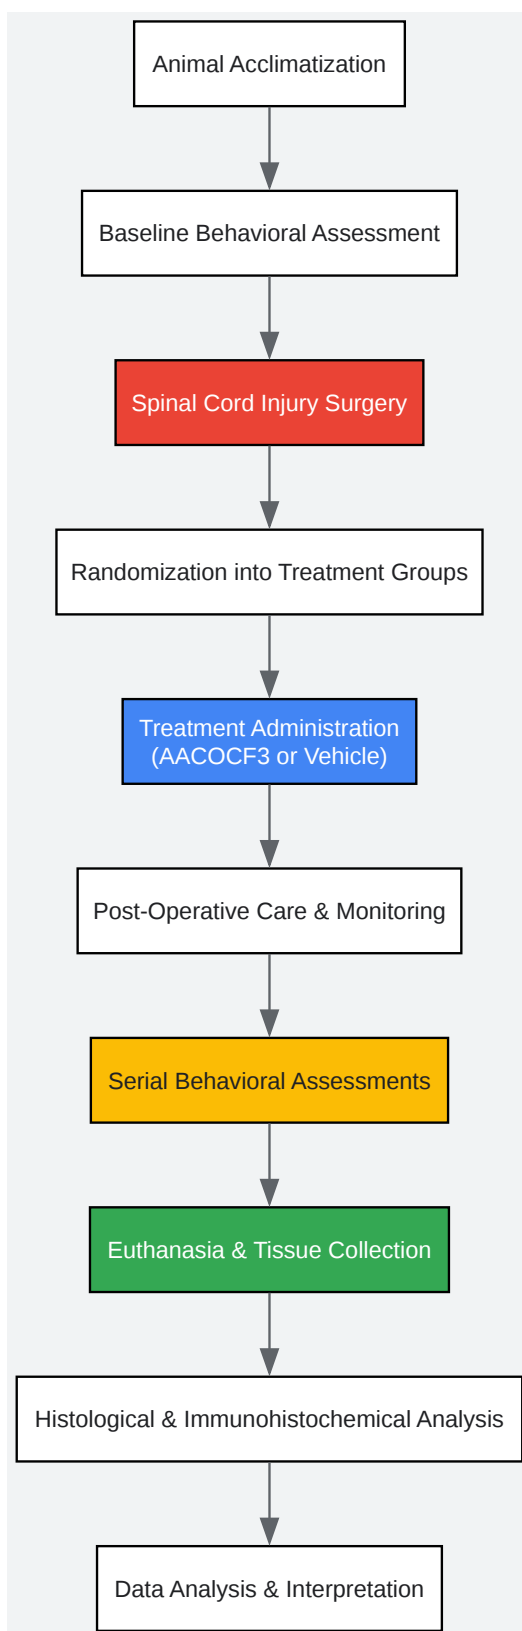 Animal Acclimatization
Baseline Behavioral Assessment
Spinal Cord Injury Surgery
Randomization into Treatment Groups
Treatment Administration
(AACOCF3 or Vehicle)
Post-Operative Care & Monitoring
Serial Behavioral Assessments
Euthanasia & Tissue Collection
Histological & Immunohistochemical Analysis
Data Analysis & Interpretation